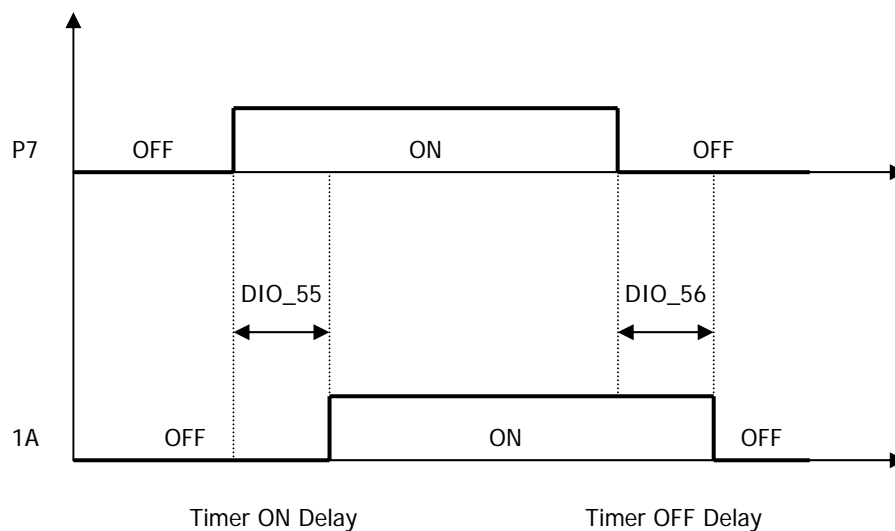 P7 OFF ON OFF
DIO_55 DIO_56
1A OFF ON OFF
Timer ON Delay Timer OFF Delay